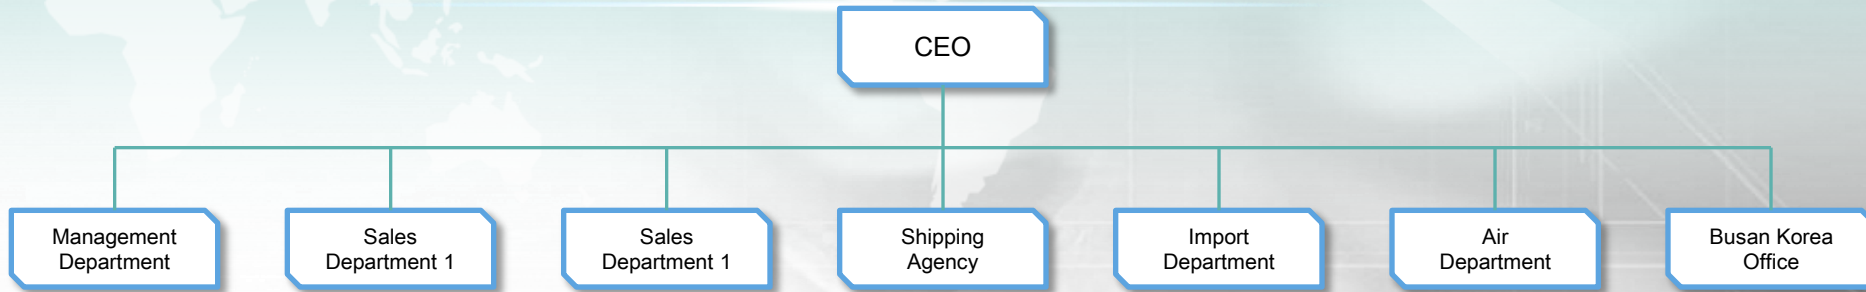 CEO
Management
Department
Sales
Department 1
Sales
Department 1
Shipping
Agency
Import
Department
Air
Department
Busan Korea
Office